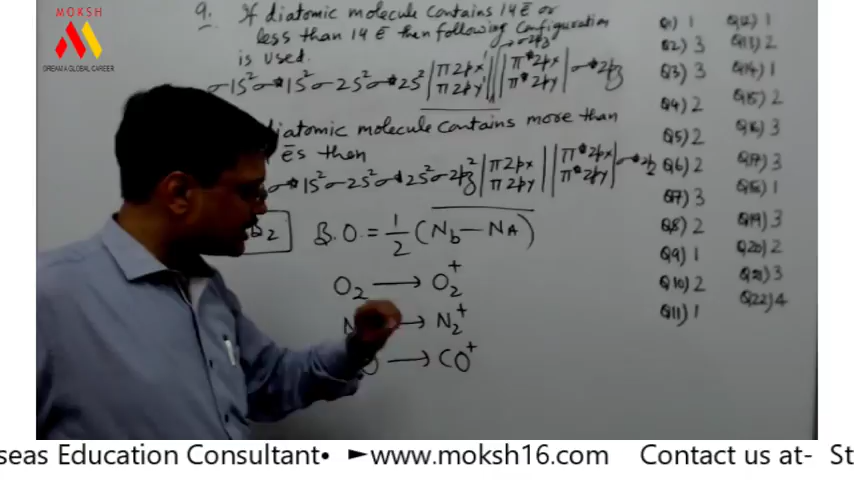 MOKSH
DREAM A GLOBAL CAREER
9. If diatomic molecule contains 14 ē or
less than 14 ē then following configuration
is used.
σ1s² σ*1s² σ2s² σ*2s² |π2px¹ π2py¹| |π*2px π*2py| σ*2pz
diatomic molecule contains more than
ēs then
σ*1s² σ2s² σ*2s² σ2pz² |π2px π2py| |π*2px π*2py| σ*2pz
B2
B.O. = 1/2 (Nb — NA)
O2 → O2+
N → N2+
O → CO+
Q1) 1
Q2) 3
Q3) 3
Q4) 2
Q5) 2
Q6) 2
Q7) 3
Q8) 2
Q9) 1
Q10) 2
Q11) 1
Q12) 1
Q13) 2
Q14) 1
Q15) 2
Q16) 3
Q17) 3
Q18) 1
Q19) 3
Q20) 2
Q21) 3
Q22) 4
seas Education Consultant• ►www.moksh16.com Contact us at- St